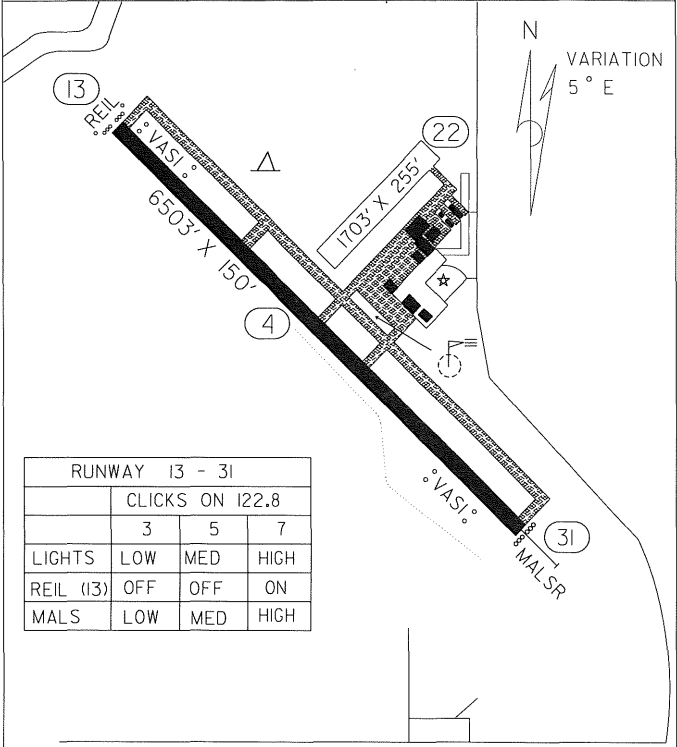 N
VARIATION
5° E
13
REIL
VASI
22
1703' X 255'
6503' X 150'
4
VASI
31
MALSR
RUNWAY 13 - 31
CLICKS ON 122.8
3 5 7
LIGHTS LOW MED HIGH
REIL (13) OFF OFF ON
MALS LOW MED HIGH